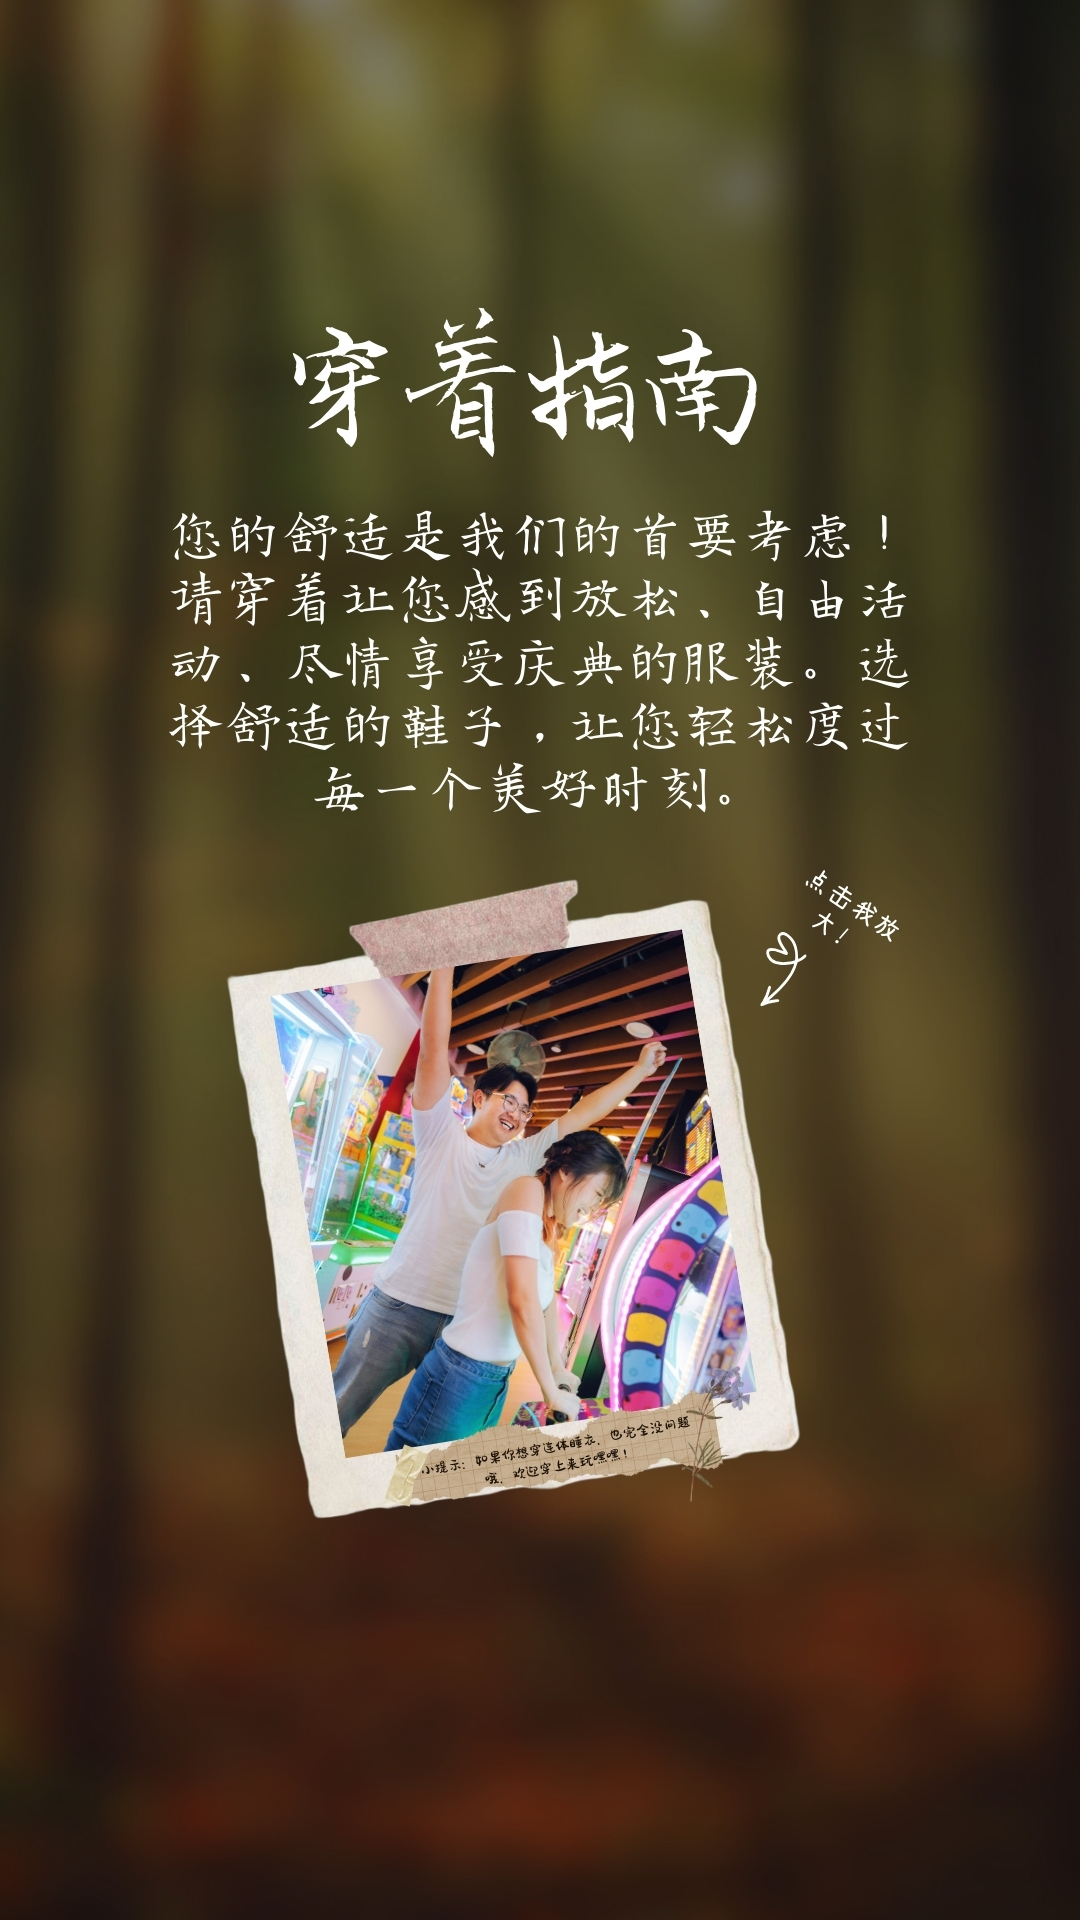 穿着指南
您的舒适是我们的首要考虑！
请穿着让您感到放松、自由活
动、尽情享受庆典的服装。选
择舒适的鞋子，让您轻松度过
每一个美好时刻。
点击我放
大！
小提示：如果你想穿连体睡衣，也完全没问题
哦，欢迎穿上来玩嘿嘿！